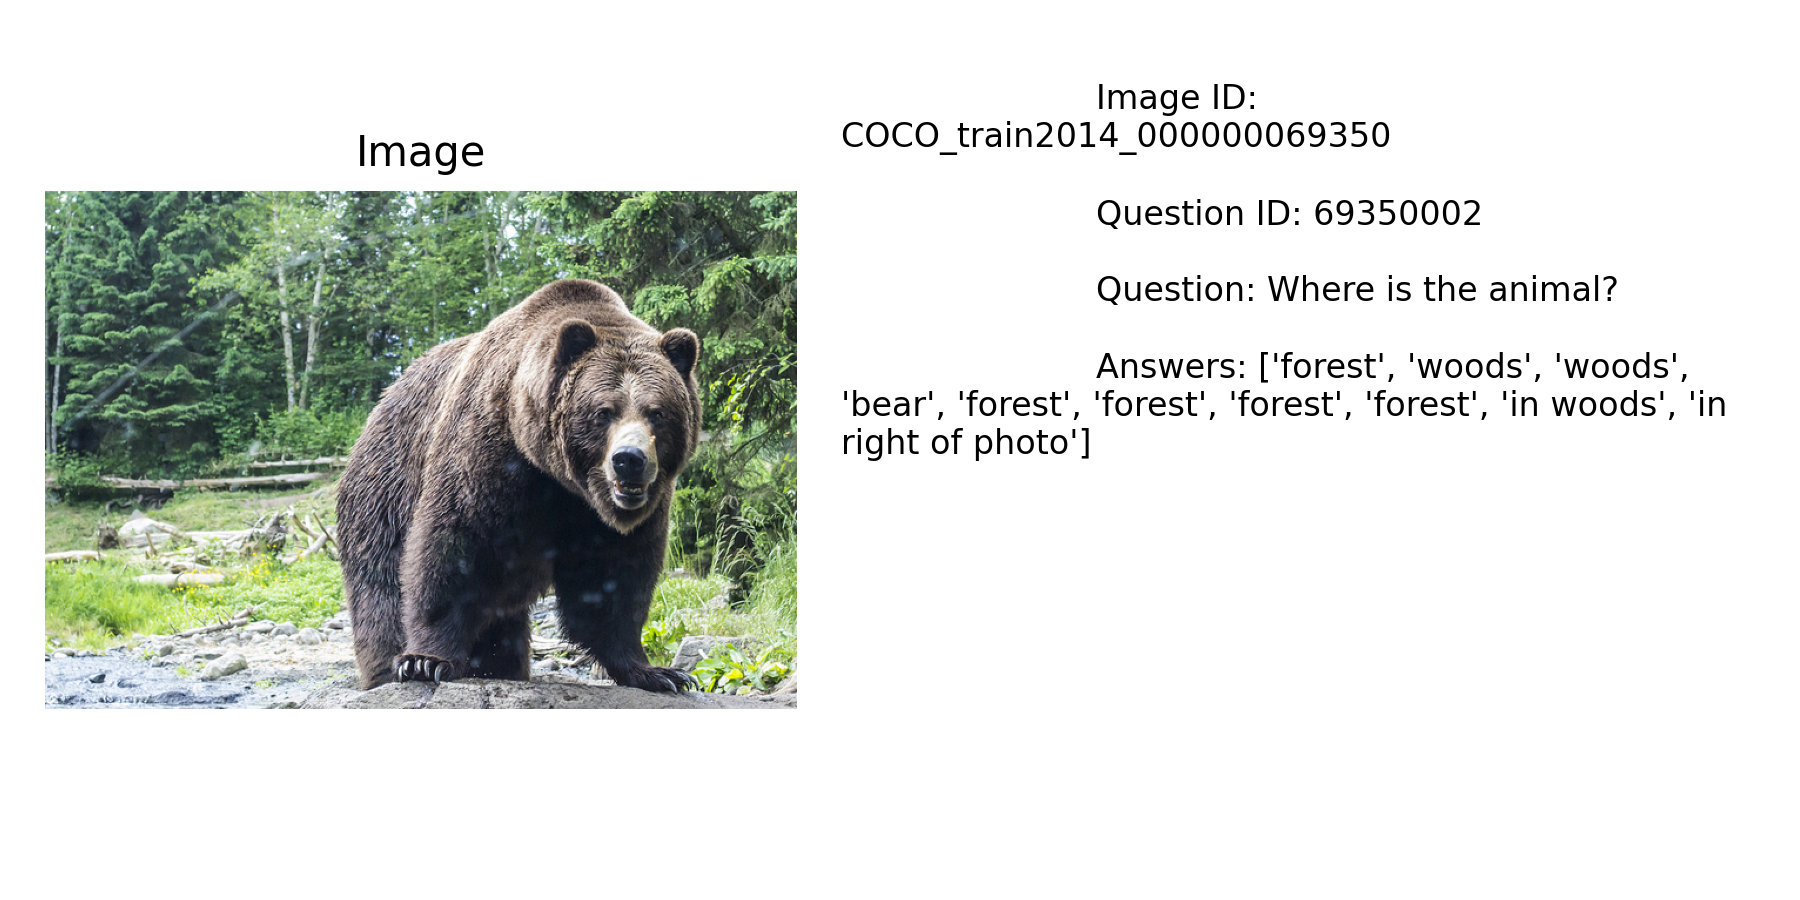 Image
Image ID:
COCO_train2014_000000069350
Question ID: 69350002
Question: Where is the animal?
Answers: ['forest', 'woods', 'woods',
'bear', 'forest', 'forest', 'forest', 'forest', 'in woods', 'in
right of photo']